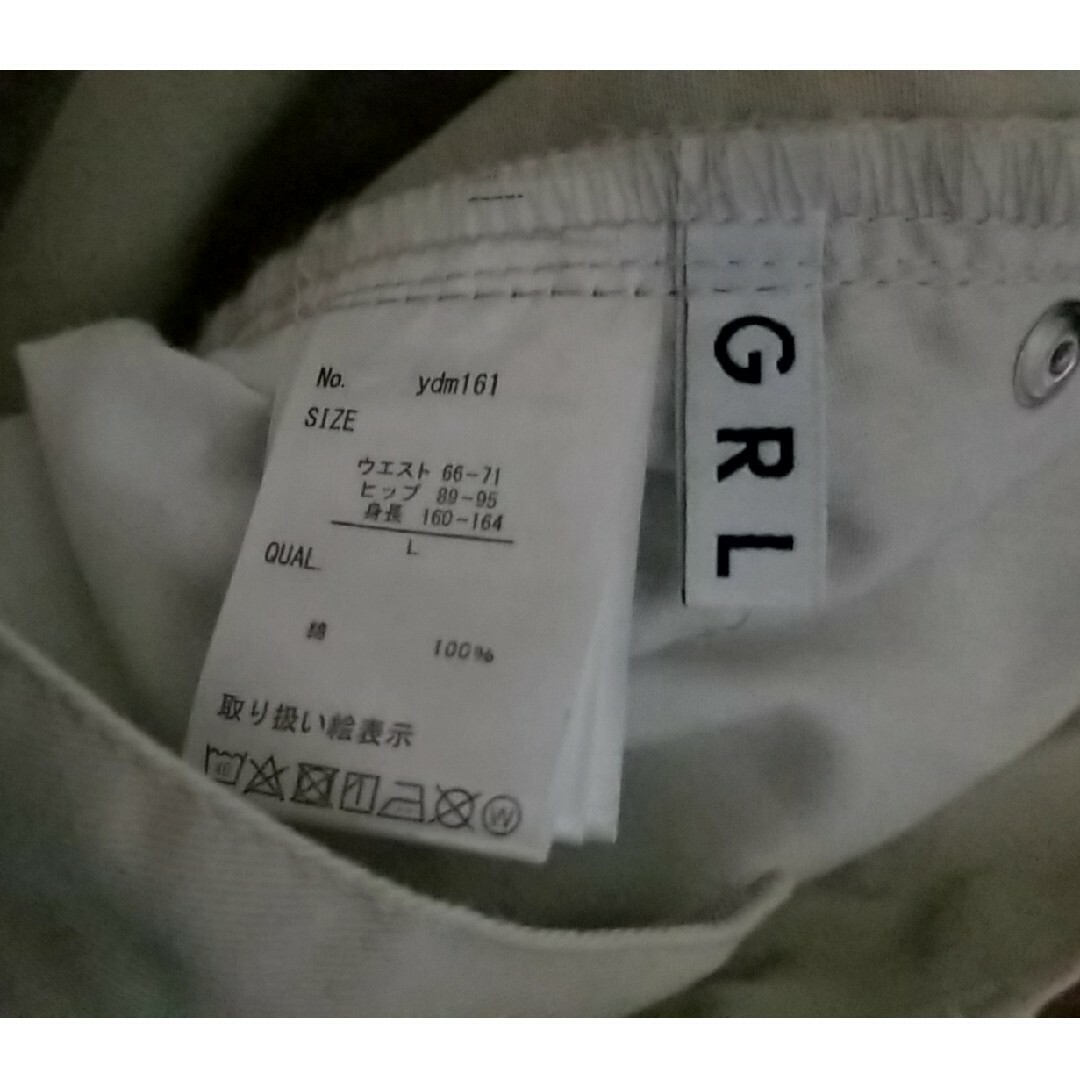 No. ydm161
SIZE
ウエスト 66-71
ヒップ 89-95
身長 160-164
L
QUAL.
綿 100%
取り扱い絵表示
40
W
GRL